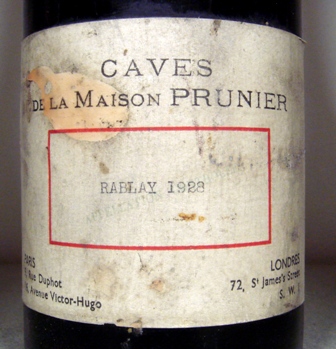 CAVES
DE LA MAISON PRUNIER
RABLAY 1928
PARIS
Rue Duphot
Avenue Victor-Hugo
LONDRES
72, St James's Street
S. W.